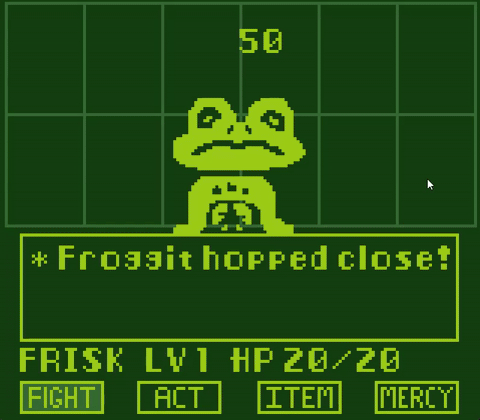 50
* Froggit hopped close!
FRISK LV1 HP 20/20
FIGHT ACT ITEM MERCY